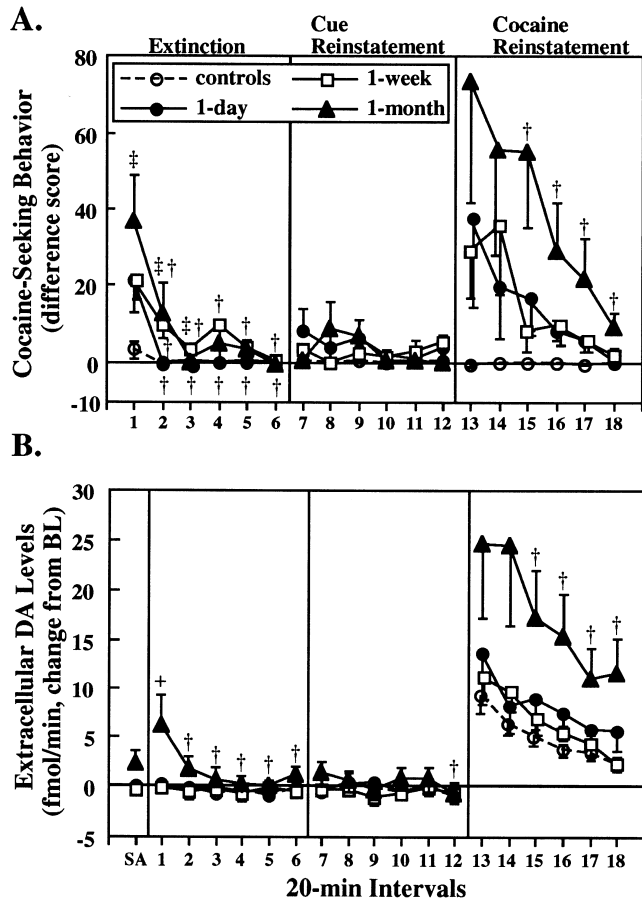 A.
Extinction
Cue
Reinstatement
Cocaine
Reinstatement
controls
1-day
1-week
1-month
Cocaine-Seeking Behavior
(difference score)
80
60
40
20
0
-10
‡
‡ †
‡ †
†
†
†
† † † † †
† † † †
1 2 3 4 5 6 7 8 9 10 11 12 13 14 15 16 17 18
B.
Extracellular DA Levels
(fmol/min, change from BL)
30
25
20
15
10
5
0
-5
+
† † † † †
†
† † † †
SA 1 2 3 4 5 6 7 8 9 10 11 12 13 14 15 16 17 18
20-min Intervals